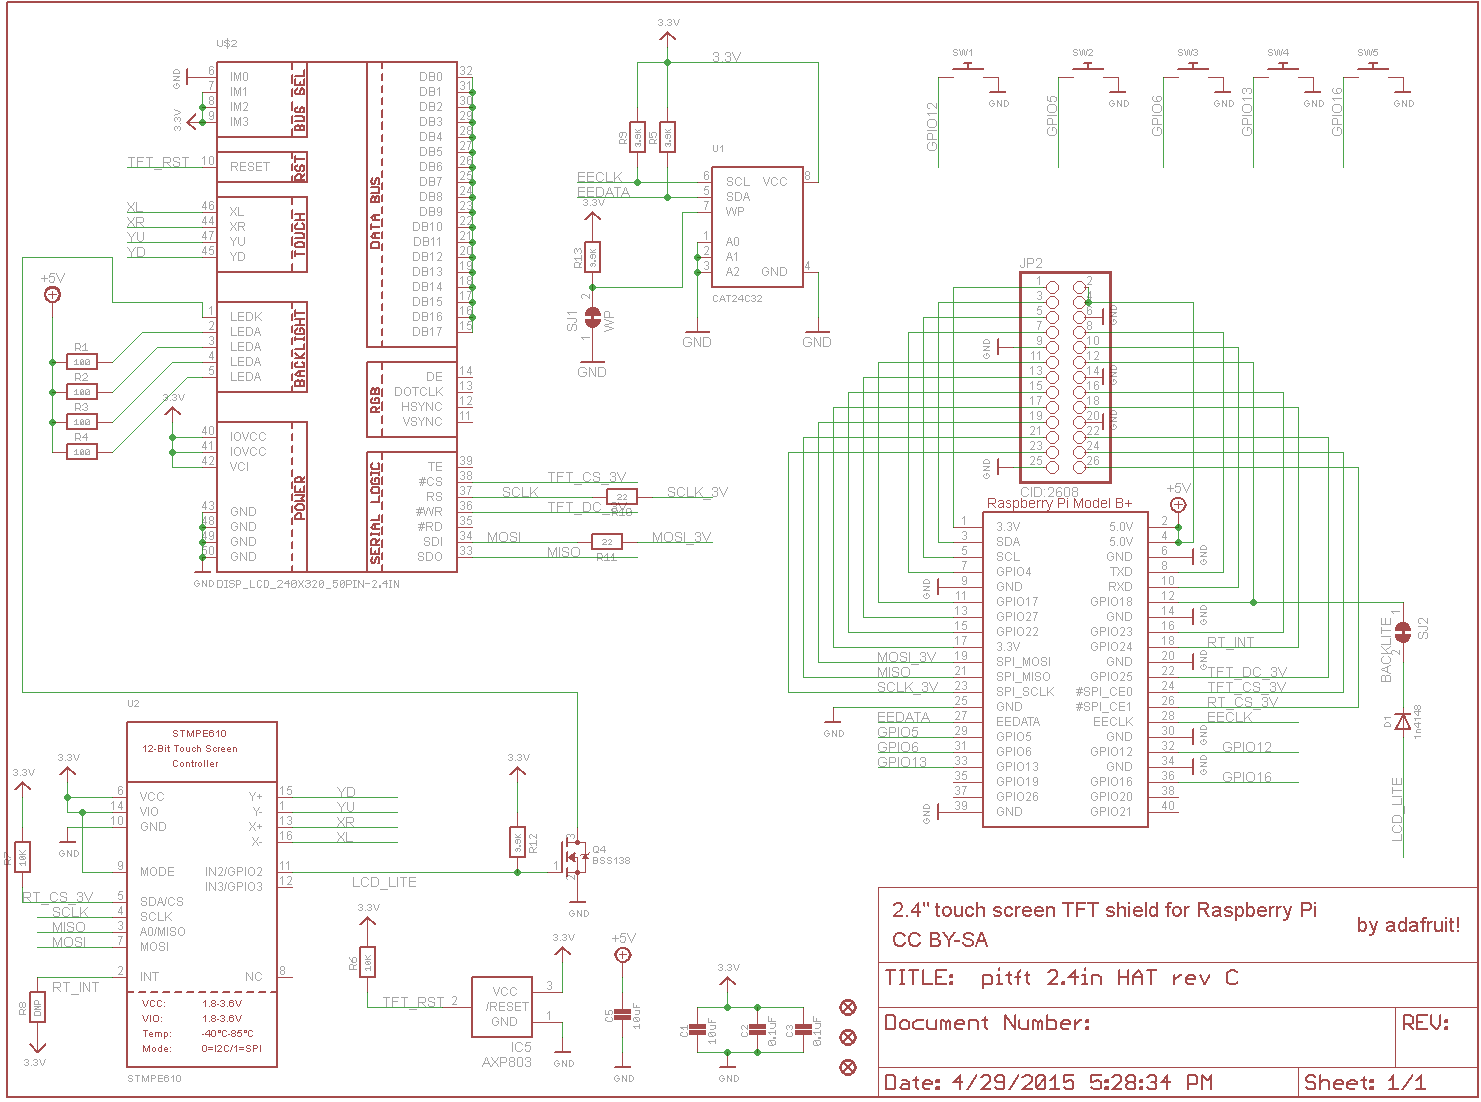 U$2
GND
3.3V
6 IM0
7 IM1
8 IM2
9 IM3
BUG SEL
TFT_RST 10 RESET
RST
XL 46 XL
XR 44 XR
YU 47 YU
YD 45 YD
TOUCH
+5V
1 LEDK
2 LEDA
3 LEDA
4 LEDA
5 LEDA
BACKLIGHT
R1 100
R2 100
R3 100
R4 100
3.3V
40 IOVCC
41 IOVCC
42 VCI
POWER
43 GND
48 GND
49 GND
50 GND
GND DISP_LCD_240X320_50PIN-2.4IN
DATA BUS
DB0 32
DB1 31
DB2 30
DB3 29
DB4 28
DB5 27
DB6 26
DB7 25
DB8 24
DB9 23
DB10 22
DB11 21
DB12 20
DB13 19
DB14 18
DB15 17
DB16 16
DB17 15
RGB
DE 14
DOTCLK 13
HSYNC 12
VSYNC 11
SERIAL LOGIC
TE 39
#CS 38 TFT_CS_3V
RS 37 SCLK 22 R10 SCLK_3V
#WR 36 TFT_DC_3V
#RD 35
SDI 34 MOSI 22 R11 MOSI_3V
SDO 33 MISO
3.3V
3.3V
R9 3.9K
R5 3.9K
U1
EECLK 6 SCL VCC 8
EEDATA 5 SDA
7 WP
1 A0
2 A1
3 A2 GND 4
CAT24C32
3.3V
R13 3.9K
2
SJ1 WP
1
GND
GND
GND
SW1 GND GPIO12
SW2 GND GPIO5
SW3 GND GPIO6
SW4 GND GPIO13
SW5 GND GPIO16
JP2
1 2
3 4
5 6 GND
7 8
GND 9 10
11 12
13 14 GND
15 16
17 18
19 20 GND
21 22
23 24
GND 25 26
CID:2608
Raspberry Pi Model B+
+5V
1 3.3V 5.0V 2
3 SDA 5.0V 4
5 SCL GND 6 GND
7 GPIO4 TXD 8
GND 9 GND RXD 10
11 GPIO17 GPIO18 12
13 GPIO27 GND 14 GND
15 GPIO22 GPIO23 16
17 3.3V GPIO24 18 RT_INT
MOSI_3V 19 SPI_MOSI GND 20 GND
MISO 21 SPI_MISO GPIO25 22 TFT_DC_3V
SCLK_3V 23 SPI_SCLK #SPI_CE0 24 TFT_CS_3V
GND 25 GND #SPI_CE1 26 RT_CS_3V
EEDATA 27 EEDATA EECLK 28 EECLK
GPIO5 29 GPIO5 GND 30 GND
GPIO6 31 GPIO6 GPIO12 32 GPIO12
GPIO13 33 GPIO13 GND 34 GND
35 GPIO19 GPIO16 36 GPIO16
37 GPIO26 GPIO20 38
GND 39 GND GPIO21 40
1
BACKLITE SJ2
2
D1 1n4148
LCD_LITE
U2
STMPE610
12-Bit Touch Screen
Controller
3.3V
3.3V
R7 10K
GND
6 VCC Y+ 15 YD
14 VIO Y- 1 YU
10 GND X+ 13 XR
X- 16 XL
9 MODE IN2/GPIO2 11
LCD_LITE
IN3/GPIO3 12
RT_CS_3V 5 SDA/CS
SCLK 4 SCLK
MISO 3 A0/MISO
MOSI 7 MOSI
RT_INT 2 INT NC 8
R8 DNP
3.3V
VCC: 1.8-3.6V
VIO: 1.8-3.6V
Temp: -40°C-85°C
Mode: 0=I2C/1=SPI
STMPE610
3.3V
R12 3.9K
3
1
2
Q4
BSS138
GND
3.3V
R6 10K
TFT_RST 2
VCC 3
/RESET
GND 1
3.3V
GND
IC5
AXP803
+5V
C5 10uF
GND
3.3V
C1 10uF
C2 0.1uF
C3 0.1uF
GND
2.4" touch screen TFT shield for Raspberry Pi
CC BY-SA
by adafruit!
TITLE: pitft 2.4in HAT rev C
Document Number:
REV:
Date: 4/29/2015 5:28:34 PM
Sheet: 1/1